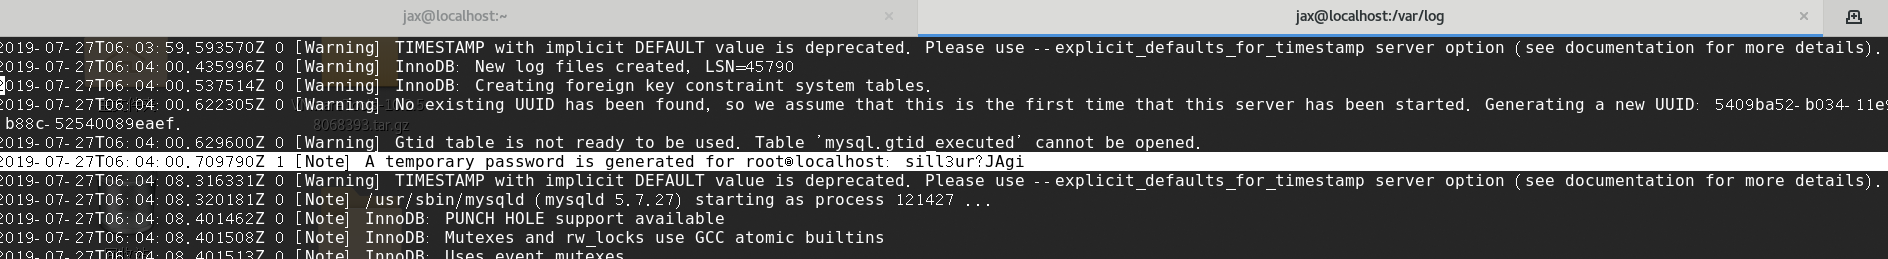 jax@localhost:~ × jax@localhost:/var/log ×
2019-07-27T06:03:59.593570Z 0 [Warning] TIMESTAMP with implicit DEFAULT value is deprecated. Please use --explicit_defaults_for_timestamp server option (see documentation for more details).
2019-07-27T06:04:00.435996Z 0 [Warning] InnoDB: New log files created, LSN=45790
2019-07-27T06:04:00.537514Z 0 [Warning] InnoDB: Creating foreign key constraint system tables.
2019-07-27T06:04:00.622305Z 0 [Warning] No existing UUID has been found, so we assume that this is the first time that this server has been started. Generating a new UUID: 5409ba52-b034-11e9
b88c-52540089eaef.
8068393.tar.gz
2019-07-27T06:04:00.629600Z 0 [Warning] Gtid table is not ready to be used. Table 'mysql.gtid_executed' cannot be opened.
2019-07-27T06:04:00.709790Z 1 [Note] A temporary password is generated for root@localhost: sill3ur?JAgi
2019-07-27T06:04:08.316331Z 0 [Warning] TIMESTAMP with implicit DEFAULT value is deprecated. Please use --explicit_defaults_for_timestamp server option (see documentation for more details).
2019-07-27T06:04:08.320181Z 0 [Note] /usr/sbin/mysqld (mysqld 5.7.27) starting as process 121427 ...
2019-07-27T06:04:08.401462Z 0 [Note] InnoDB: PUNCH HOLE support available
2019-07-27T06:04:08.401508Z 0 [Note] InnoDB: Mutexes and rw_locks use GCC atomic builtins
2019-07-27T06:04:08.401513Z 0 [Note] InnoDB: Uses event mutexes